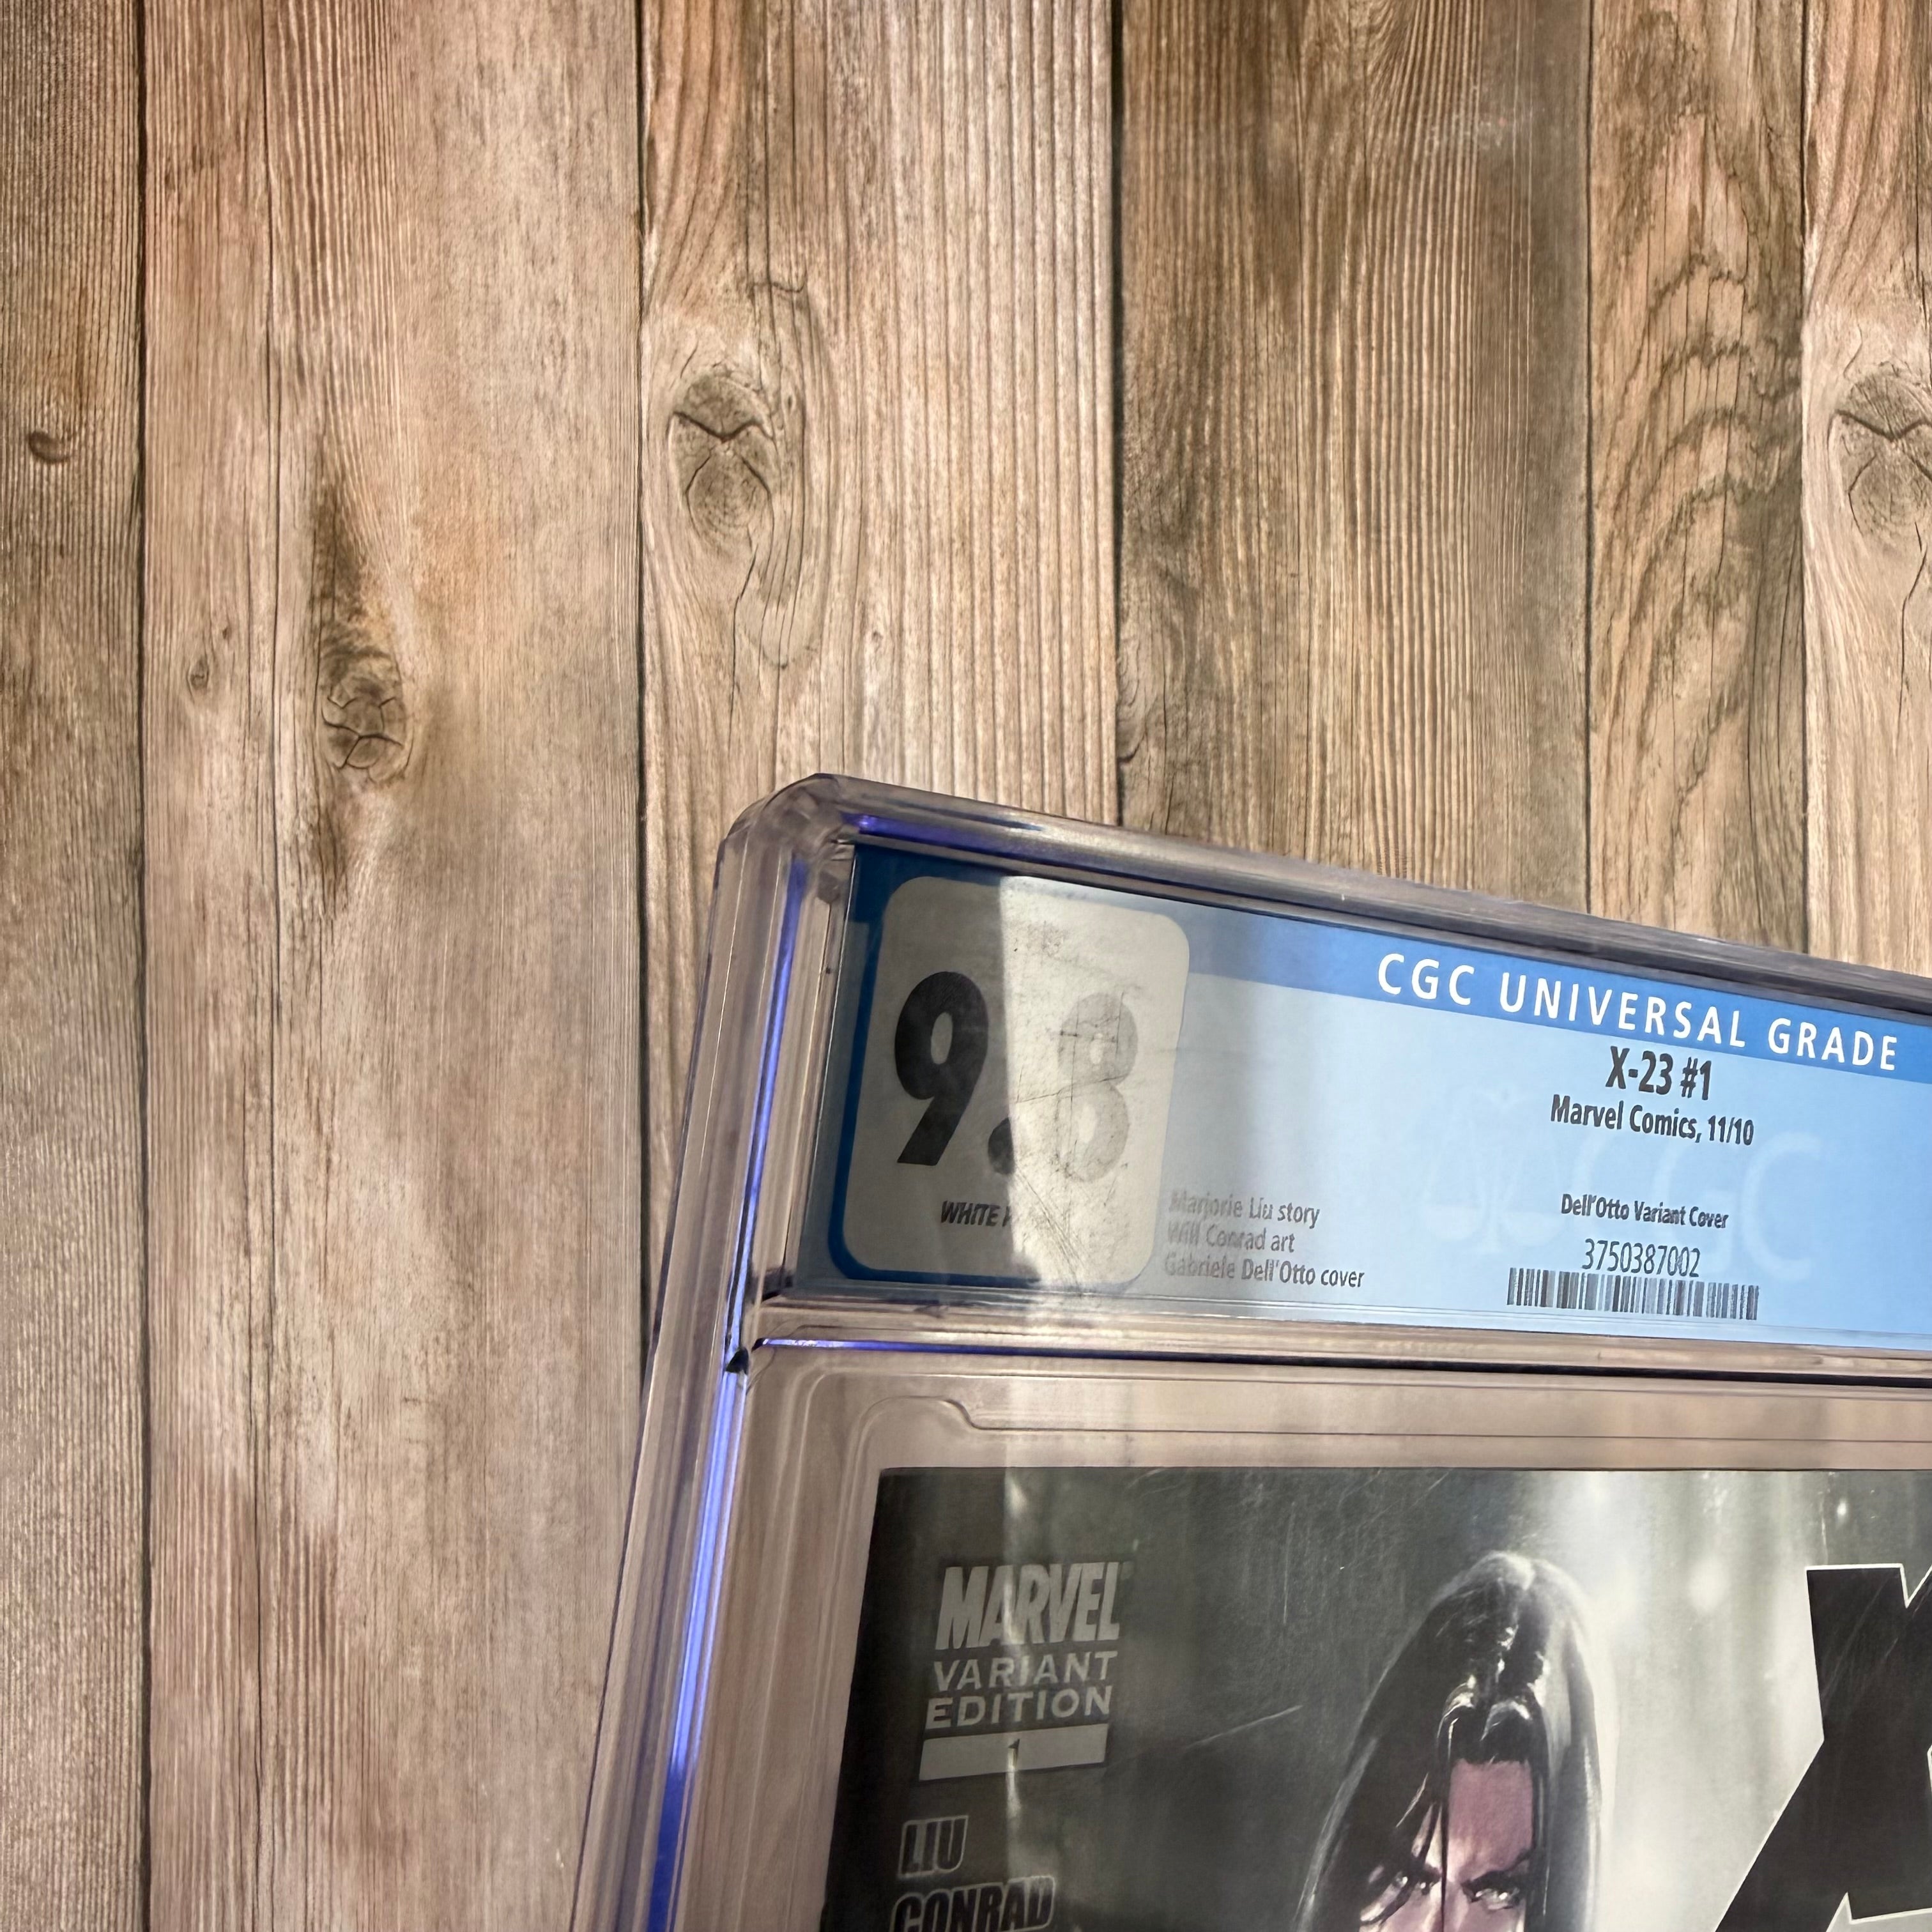 9.8
WHITE
CGC UNIVERSAL GRADE
X-23 #1
Marvel Comics, 11/10
Marjorie Liu story
Will Conrad art
Gabriele Dell'Otto cover
Dell'Otto Variant Cover
3750387002
CGC
MARVEL
VARIANT
EDITION
1
LIU
CONRAD
X